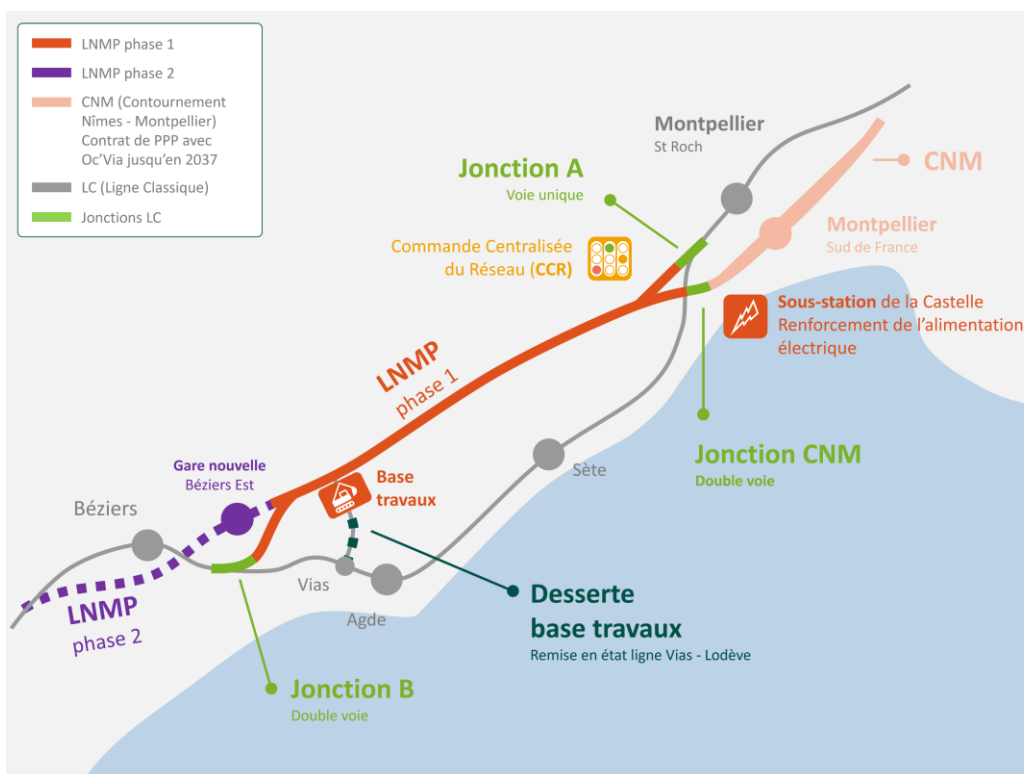 LNMP phase 1
LNMP phase 2
CNM (Contournement
Nîmes - Montpellier)
Contrat de PPP avec
Oc'Via jusqu'en 2037
LC (Ligne Classique)
Jonctions LC
Montpellier
St Roch
Jonction A
Voie unique
CNM
Commande Centralisée
du Réseau (CCR)
Montpellier
Sud de France
Sous-station de la Castelle
Renforcement de l'alimentation
électrique
LNMP
phase 1
Jonction CNM
Double voie
Sète
Gare nouvelle
Béziers Est
Base
travaux
Béziers
Vias
Agde
LNMP
phase 2
Desserte
base travaux
Remise en état ligne Vias - Lodève
Jonction B
Double voie